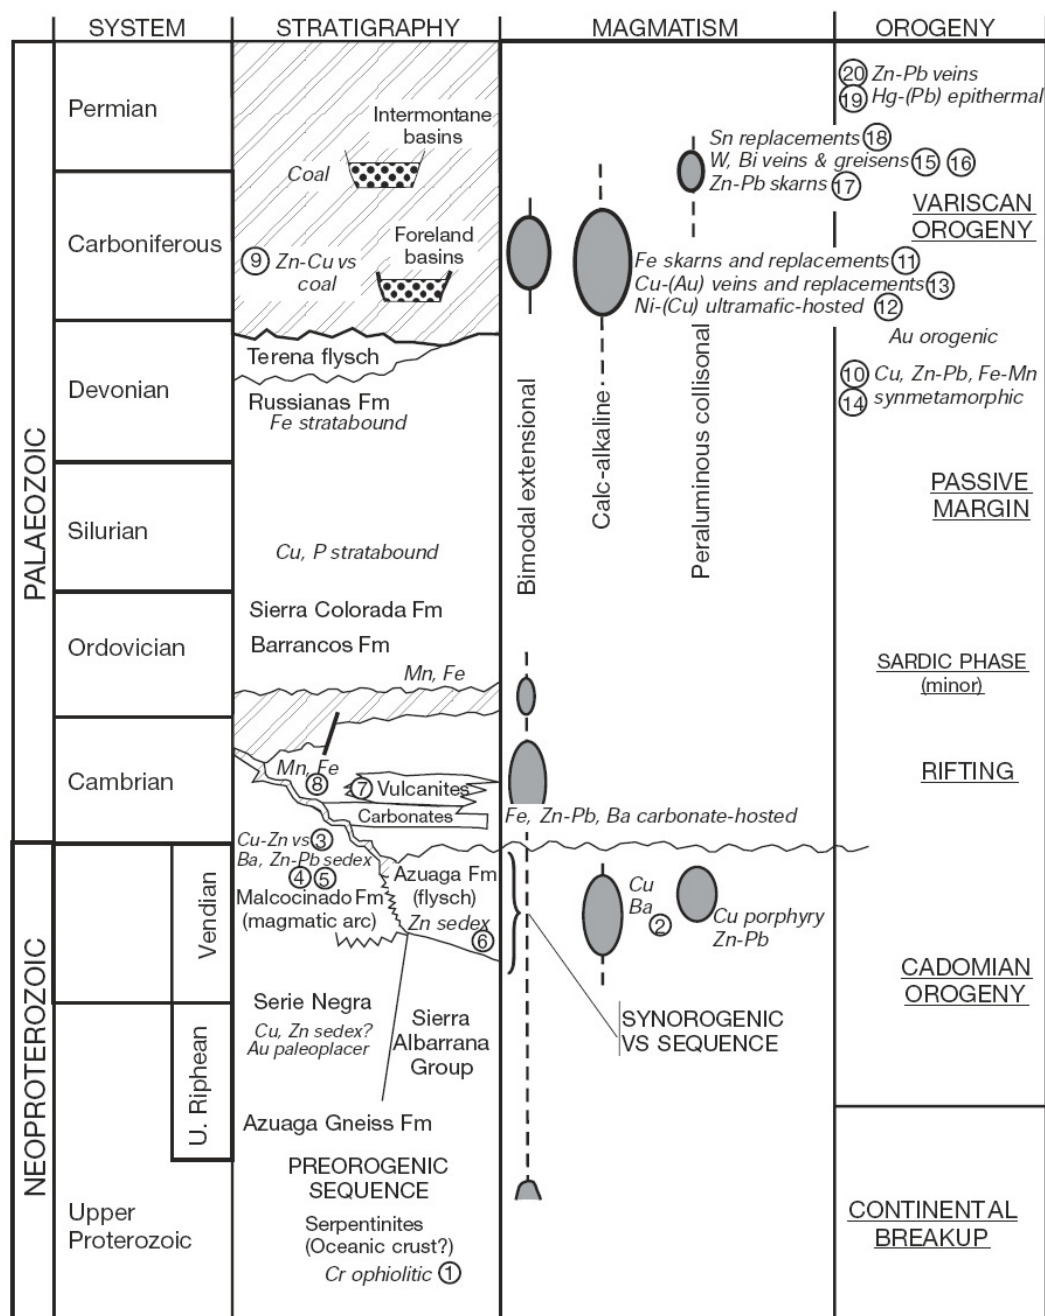 SYSTEM
STRATIGRAPHY
MAGMATISM
OROGENY
PALAEOZOIC
NEOPROTEROZOIC
Permian
Carboniferous
Devonian
Silurian
Ordovician
Cambrian
Vendian
U. Riphean
Upper
Proterozoic
Intermontane
basins
Coal
Foreland
basins
9 Zn-Cu vs
coal
Terena flysch
Russianas Fm
Fe stratabound
Cu, P stratabound
Sierra Colorada Fm
Barrancos Fm
Mn, Fe
Mn, Fe
8
7 Vulcanites
Carbonates
Cu-Zn vs 3
Ba, Zn-Pb sedex
4 5
Malcocinado Fm
(magmatic arc)
Azuaga Fm
(flysch)
Zn sedex
6
Serie Negra
Cu, Zn sedex?
Au paleoplacer
Sierra
Albarrana
Group
Azuaga Gneiss Fm
PREOROGENIC
SEQUENCE
Serpentinites
(Oceanic crust?)
Cr ophiolitic 1
Bimodal extensional
Calc-alkaline
Peraluminous collisonal
Sn replacements 18
W, Bi veins & greisens 15 16
Zn-Pb skarns 17
Fe skarns and replacements 11
Cu-(Au) veins and replacements 13
Ni-(Cu) ultramafic-hosted 12
Fe, Zn-Pb, Ba carbonate-hosted
Cu
Ba
2
Cu porphyry
Zn-Pb
SYNOROGENIC
VS SEQUENCE
20 Zn-Pb veins
19 Hg-(Pb) epithermal
VARISCAN
OROGENY
Au orogenic
10 Cu, Zn-Pb, Fe-Mn
14 synmetamorphic
PASSIVE
MARGIN
SARDIC PHASE
(minor)
RIFTING
CADOMIAN
OROGENY
CONTINENTAL
BREAKUP